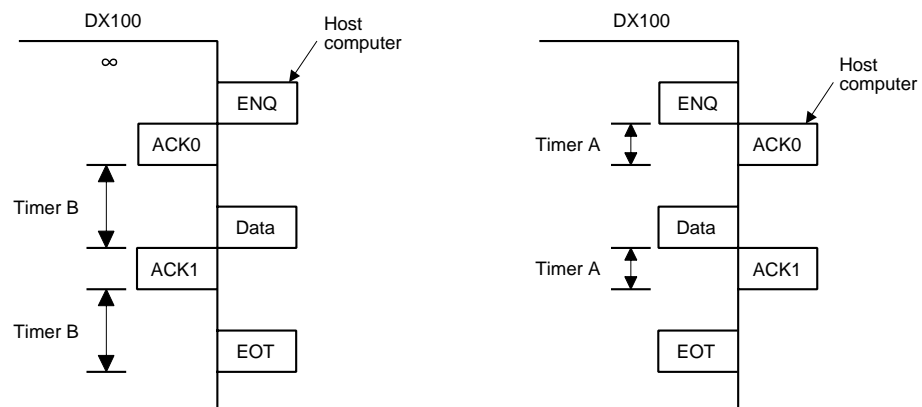 DX100
Host
computer
∞
ENQ
ACK0
Timer B
Data
ACK1
Timer B
EOT
DX100
Host
computer
ENQ
Timer A
ACK0
Data
Timer A
ACK1
EOT